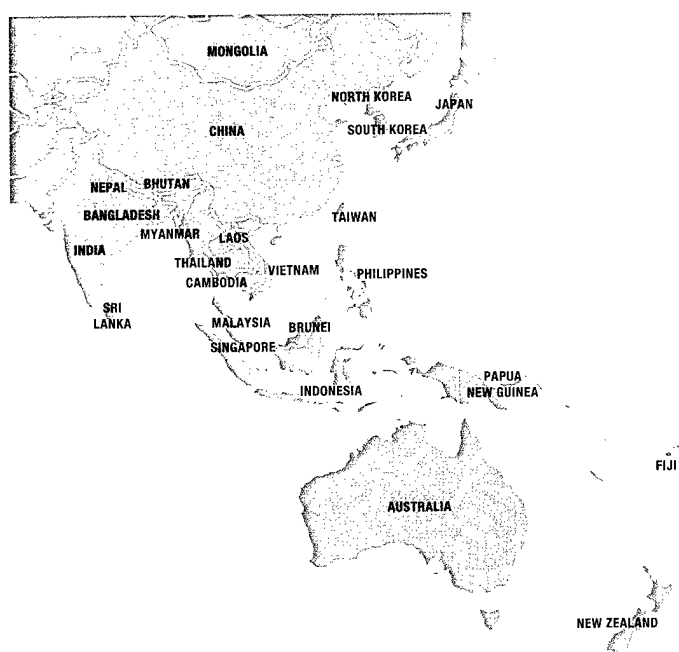 MONGOLIA
NORTH KOREA
JAPAN
CHINA
SOUTH KOREA
NEPAL
BHUTAN
BANGLADESH
TAIWAN
MYANMAR
LAOS
INDIA
THAILAND
VIETNAM
PHILIPPINES
CAMBODIA
SRI
LANKA
MALAYSIA
BRUNEI
SINGAPORE
PAPUA
NEW GUINEA
INDONESIA
FIJI
AUSTRALIA
NEW ZEALAND